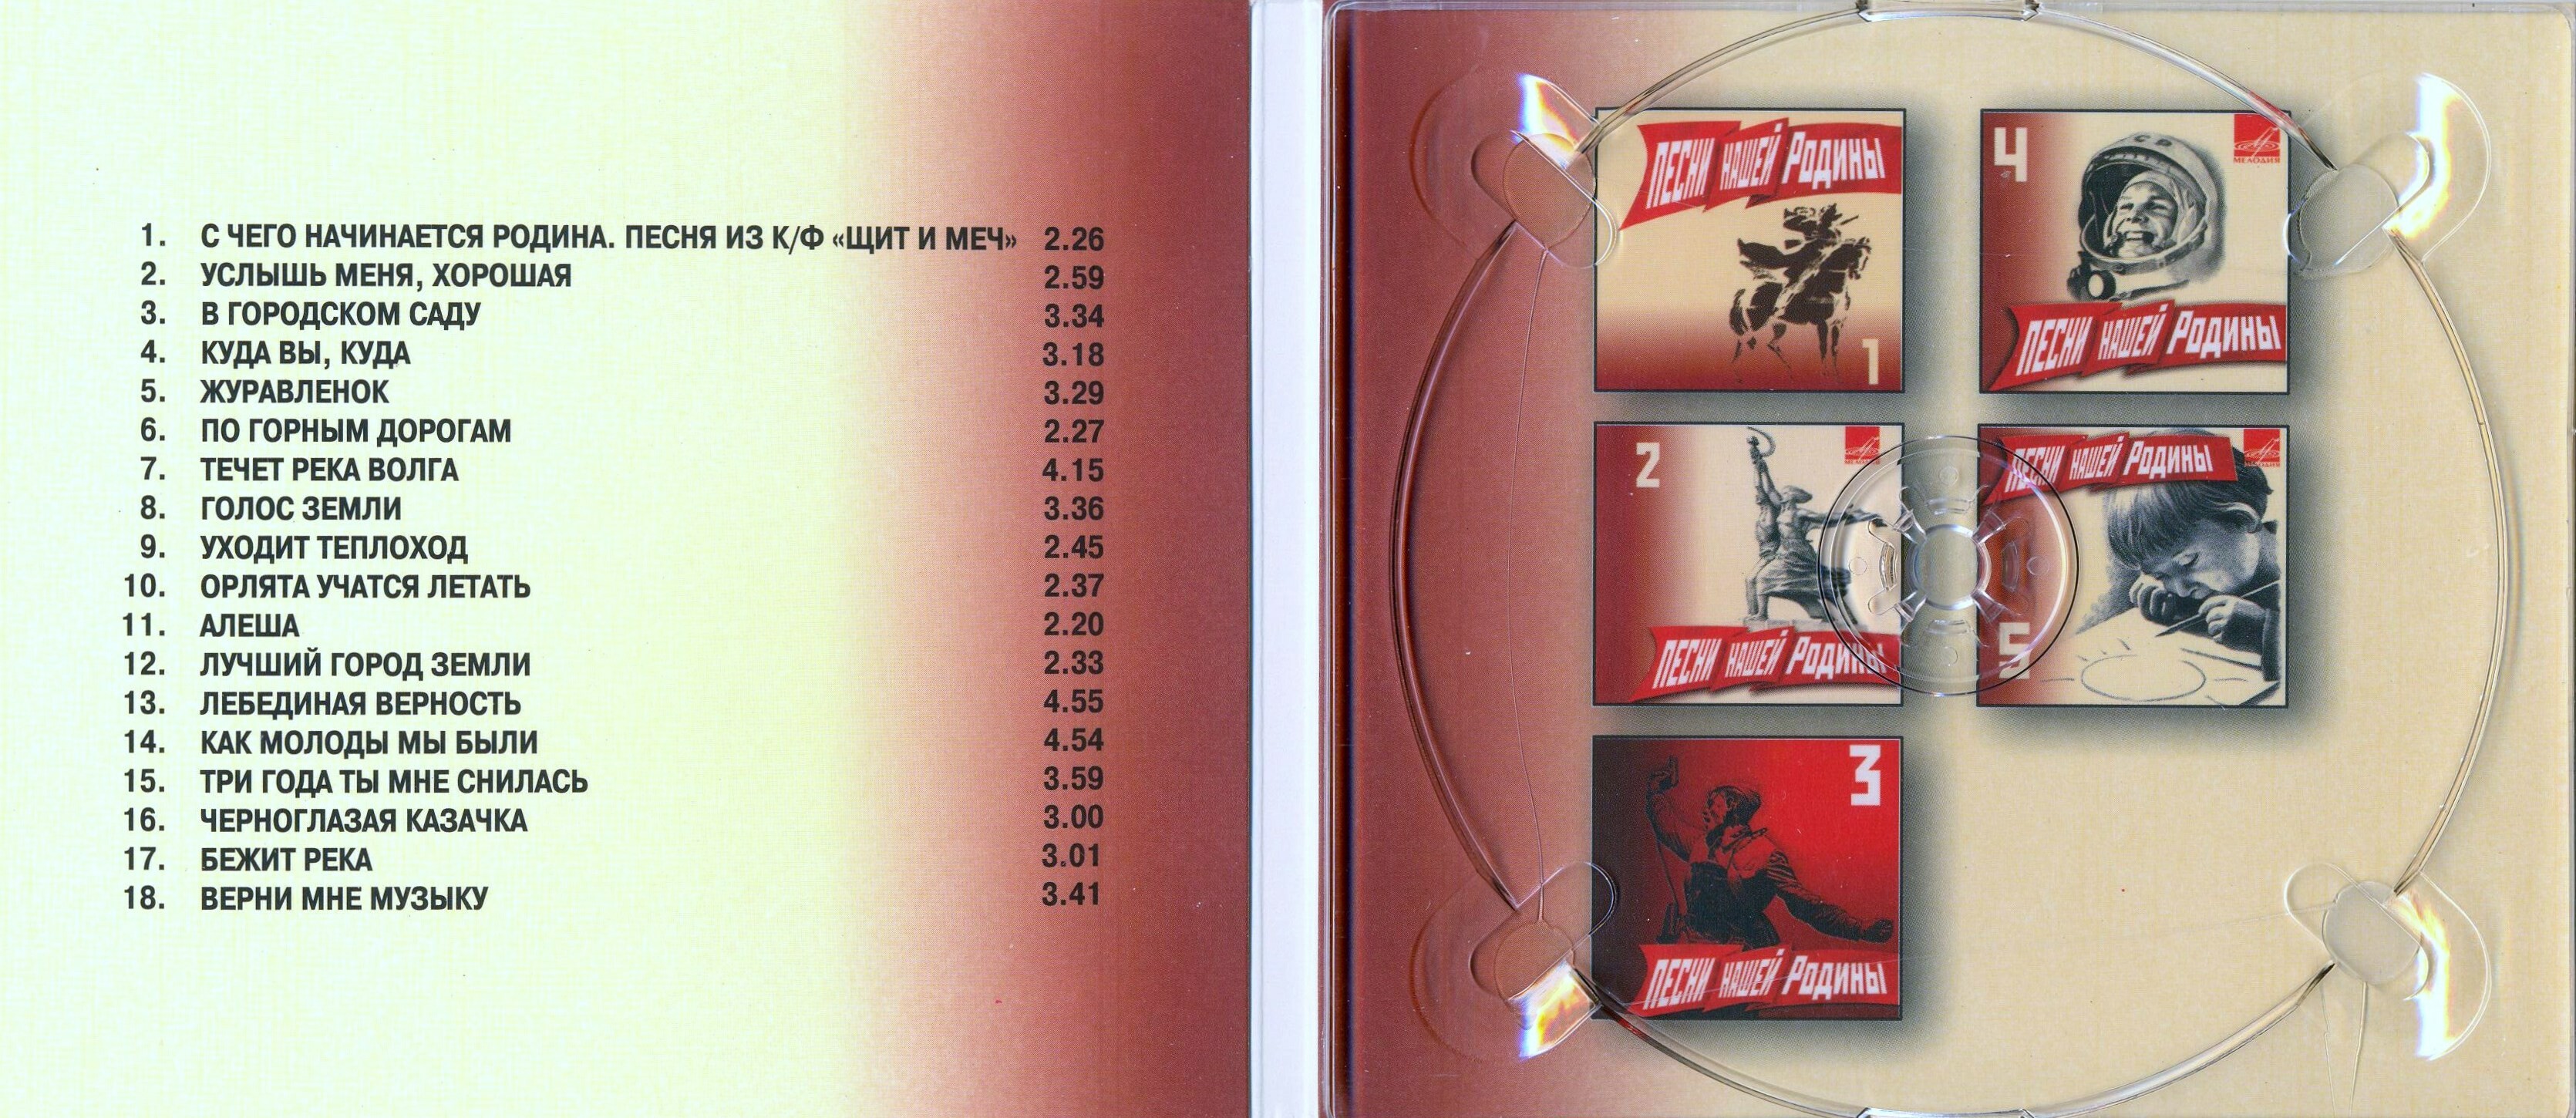 1. С ЧЕГО НАЧИНАЕТСЯ РОДИНА. ПЕСНЯ ИЗ К/Ф «ЩИТ И МЕЧ» 2.26
2. УСЛЫШЬ МЕНЯ, ХОРОШАЯ 2.59
3. В ГОРОДСКОМ САДУ 3.34
4. КУДА ВЫ, КУДА 3.18
5. ЖУРАВЛЕНОК 3.29
6. ПО ГОРНЫМ ДОРОГАМ 2.27
7. ТЕЧЕТ РЕКА ВОЛГА 4.15
8. ГОЛОС ЗЕМЛИ 3.36
9. УХОДИТ ТЕПЛОХОД 2.45
10. ОРЛЯТА УЧАТСЯ ЛЕТАТЬ 2.37
11. АЛЕША 2.20
12. ЛУЧШИЙ ГОРОД ЗЕМЛИ 2.33
13. ЛЕБЕДИНАЯ ВЕРНОСТЬ 4.55
14. КАК МОЛОДЫ МЫ БЫЛИ 4.54
15. ТРИ ГОДА ТЫ МНЕ СНИЛАСЬ 3.59
16. ЧЕРНОГЛАЗАЯ КАЗАЧКА 3.00
17. БЕЖИТ РЕКА 3.01
18. ВЕРНИ МНЕ МУЗЫКУ 3.41
ПЕСНИ НАШЕЙ РОДИНЫ
1
2
МЕЛОДИЯ
ПЕСНИ НАШЕЙ РОДИНЫ
3
ПЕСНИ НАШЕЙ РОДИНЫ
4
МЕЛОДИЯ
ПЕСНИ НАШЕЙ РОДИНЫ
ПЕСНИ НАШЕЙ РОДИНЫ
МЕЛОДИЯ
5